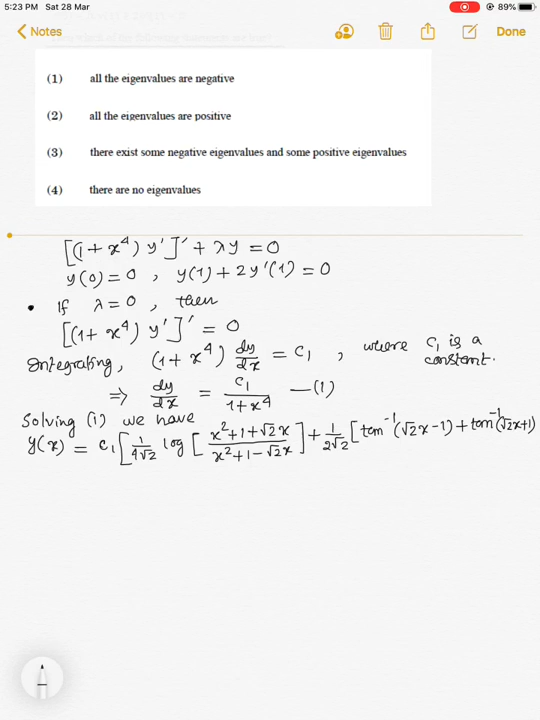 5:23 PM Sat 28 Mar
89%
Notes
Done
(1) all the eigenvalues are negative
(2) all the eigenvalues are positive
(3) there exist some negative eigenvalues and some positive eigenvalues
(4) there are no eigenvalues
[(1 + x⁴) y']' + λy = 0
y(0) = 0 , y(1) + 2y'(1) = 0
• If λ = 0 , then
[(1 + x⁴) y']' = 0
Integrating, (1 + x⁴) dy/dx = c₁ , where c₁ is a constant.
⇒ dy/dx = c₁/(1+x⁴) —(1)
Solving (1) we have
y(x) = c₁ [ 1/(4√2) log [ (x²+1+√2x)/(x²+1-√2x) ] + 1/(2√2) [ tan⁻¹(√2x-1) + tan⁻¹(√2x+1)